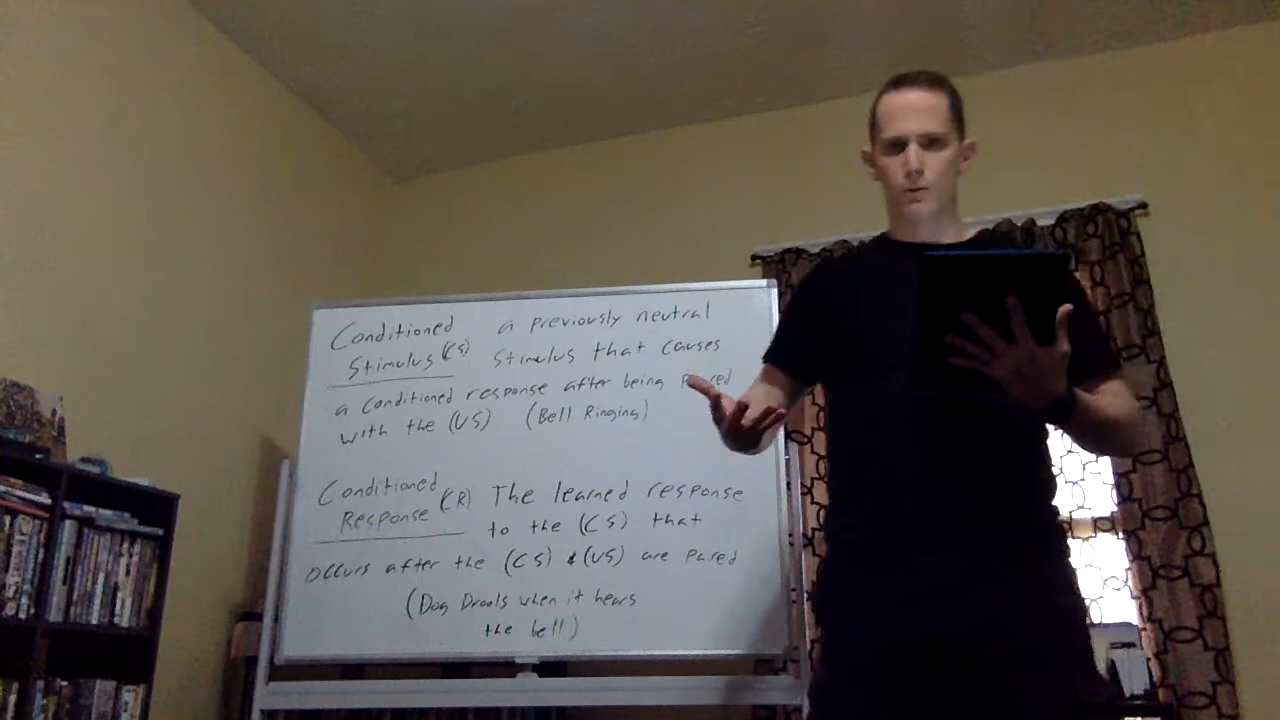 Conditioned a previously neutral
Stimulus (CS) Stimulus that causes
a conditioned response after being Pared
with the (US) (Bell Ringing)
Conditioned (CR) The learned response
Response to the (CS) that
occurs after the (CS) & (US) are Pared
(Dog Drools when it hears
the bell)